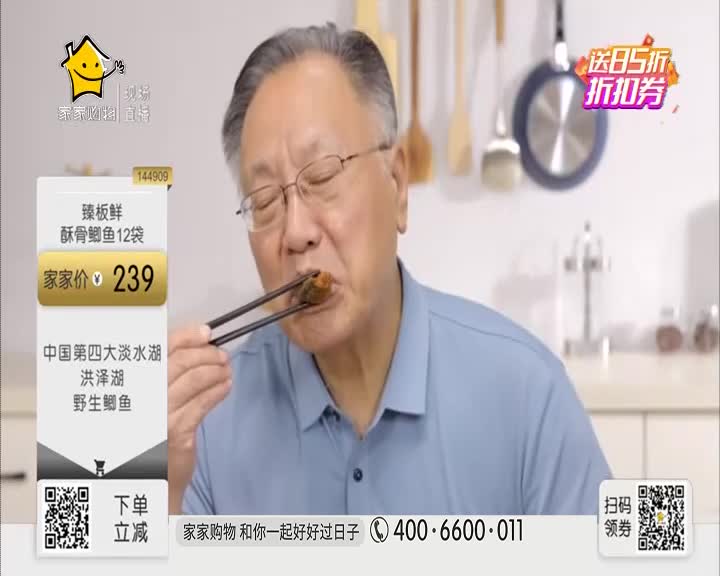 家家购物
现场
直播
送85折
折扣券
144909
臻板鲜
酥骨鲫鱼12袋
家家价 ¥ 239
中国第四大淡水湖
洪泽湖
野生鲫鱼
下单
立减
家家购物 和你一起好好过日子 400·6600·011
扫码
领券